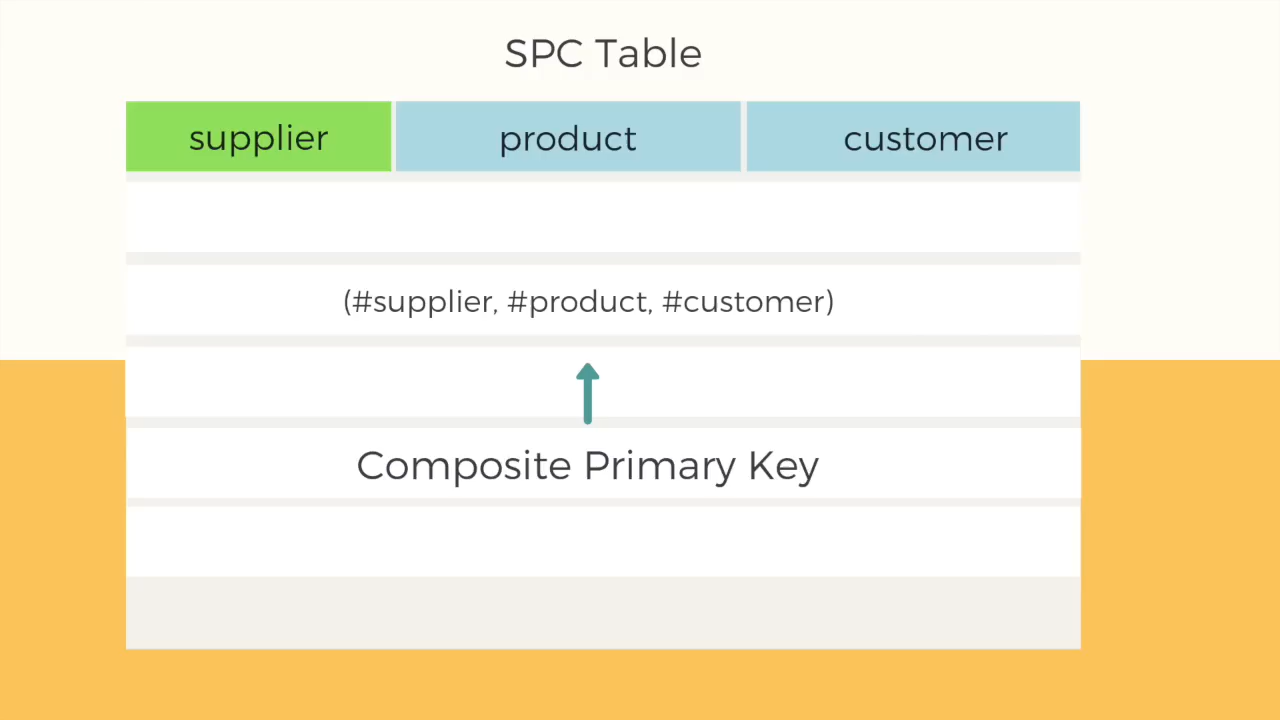 SPC Table
supplier product customer
(#supplier, #product, #customer)
Composite Primary Key